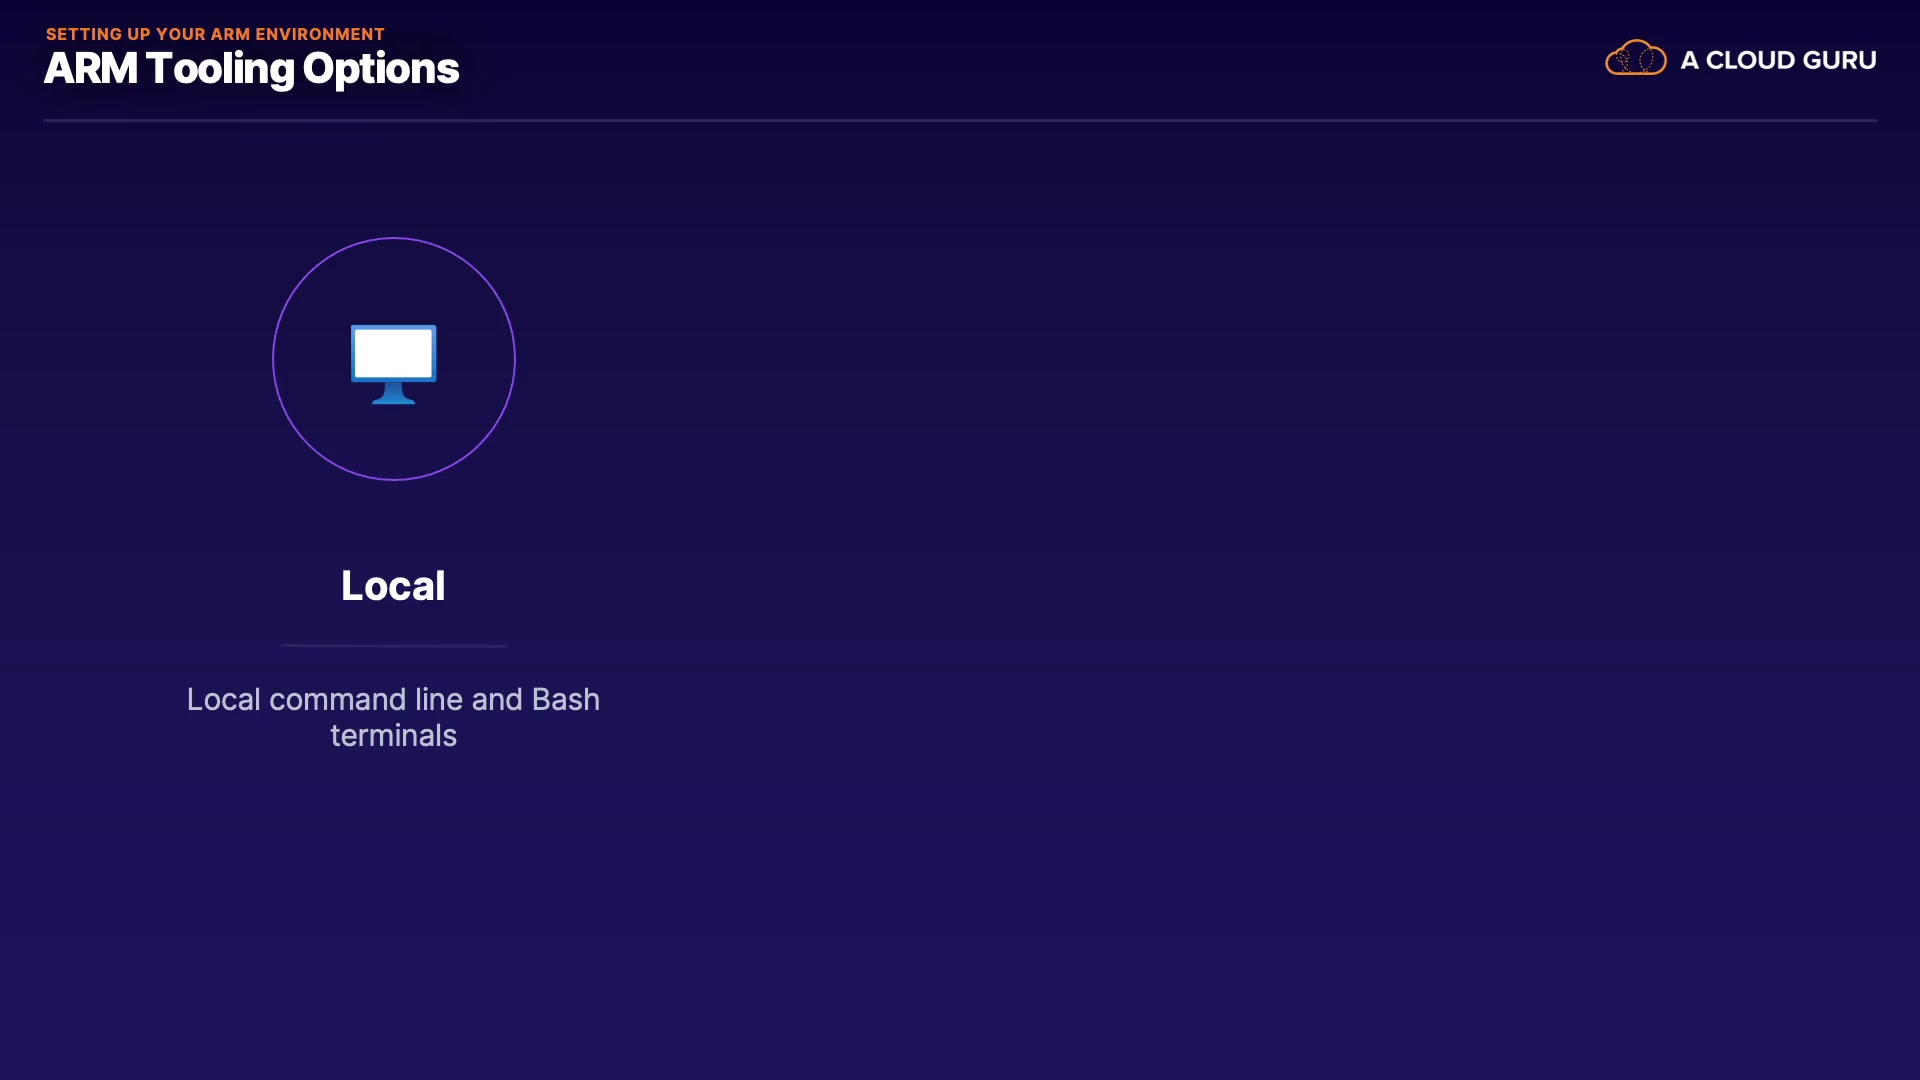 SETTING UP YOUR ARM ENVIRONMENT
ARM Tooling Options
A CLOUD GURU
Local
Local command line and Bash
terminals